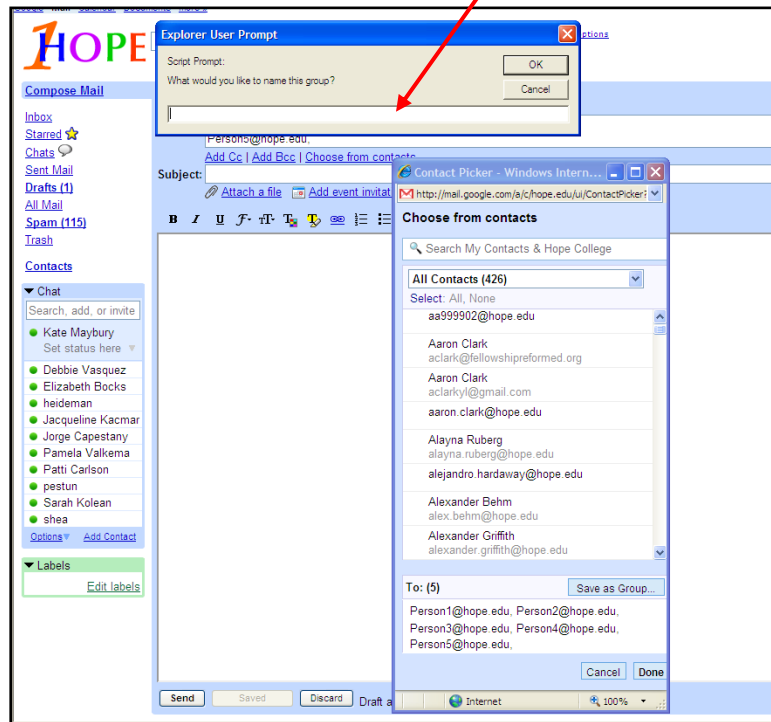 Google Mail Calendar Documents more »
1HOPE
Explorer User Prompt
ptions
Script Prompt:
What would you like to name this group?
OK
Cancel
Compose Mail
Inbox
Starred
Chats
Sent Mail
Drafts (1)
All Mail
Spam (115)
Trash
Contacts
Chat
Search, add, or invite
Kate Maybury
Set status here
Debbie Vasquez
Elizabeth Bocks
heideman
Jacqueline Kacmar
Jorge Capestany
Pamela Valkema
Patti Carlson
pestun
Sarah Kolean
shea
Options Add Contact
Labels
Edit labels
Person5@hope.edu,
Add Cc | Add Bcc | Choose from contacts
Subject:
Attach a file Add event invitat
B I U
Contact Picker - Windows Intern...
http://mail.google.com/a/c/hope.edu/ui/ContactPicker?
Choose from contacts
Search My Contacts & Hope College
All Contacts (426)
Select: All, None
aa999902@hope.edu
Aaron Clark
aclark@fellowshipreformed.org
Aaron Clark
aclarkyl@gmail.com
aaron.clark@hope.edu
Alayna Ruberg
alayna.ruberg@hope.edu
alejandro.hardaway@hope.edu
Alexander Behm
alex.behm@hope.edu
Alexander Griffith
alexander.griffith@hope.edu
To: (5)
Save as Group...
Person1@hope.edu, Person2@hope.edu,
Person3@hope.edu, Person4@hope.edu,
Person5@hope.edu,
Cancel Done
Internet 100%
Send Saved Discard Draft a